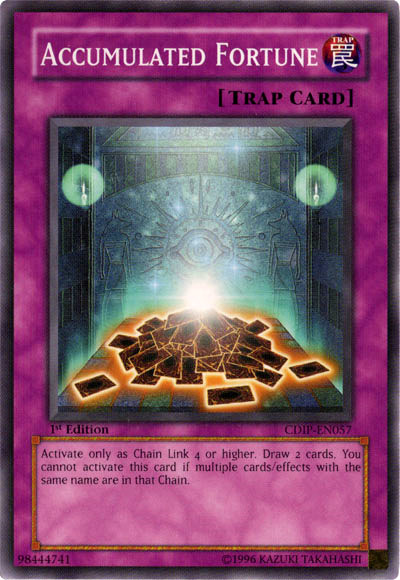 ACCUMULATED FORTUNE
TRAP
罠
[TRAP CARD]
1st Edition
CDIP-EN057
Activate only as Chain Link 4 or higher. Draw 2 cards. You
cannot activate this card if multiple cards/effects with the
same name are in that Chain.
98444741
©1996 KAZUKI TAKAHASHI